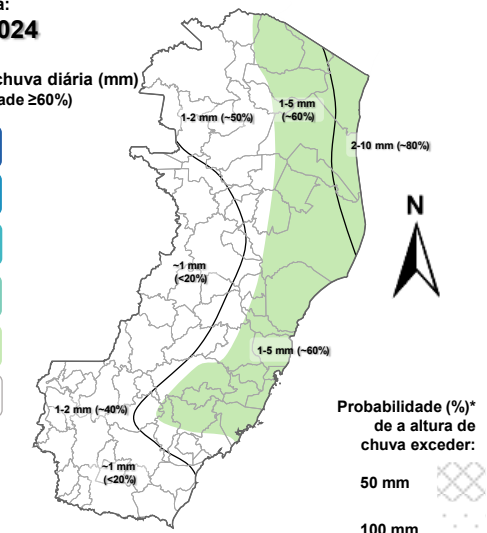 a:
024
chuva diária (mm)
ade ≥60%)
1-2 mm (~50%)
1-5 mm
(~60%)
2-10 mm (~80%)
N
~1 mm
(<20%)
1-5 mm (~60%)
1-2 mm (~40%)
~1 mm
(<20%)
Probabilidade (%)*
de a altura de
chuva exceder:
50 mm
100 mm